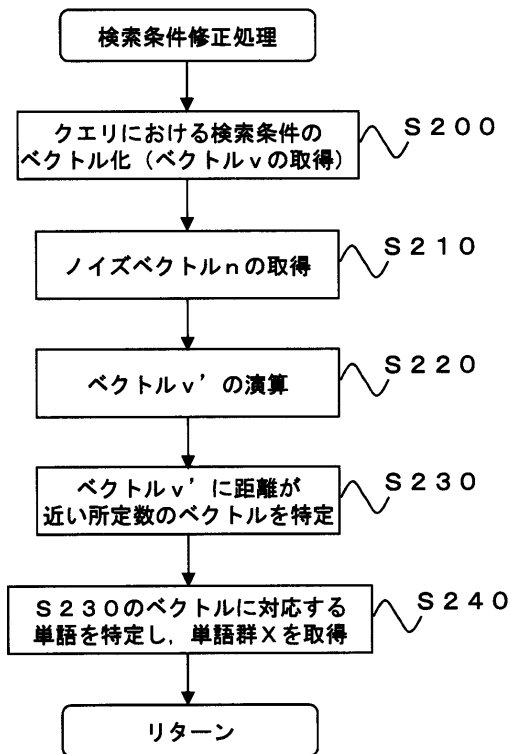 検索条件修正処理
クエリにおける検索条件の
ベクトル化（ベクトルｖの取得）
Ｓ２００
ノイズベクトルｎの取得
Ｓ２１０
ベクトルｖ’の演算
Ｓ２２０
ベクトルｖ’に距離が
近い所定数のベクトルを特定
Ｓ２３０
Ｓ２３０のベクトルに対応する
単語を特定し，単語群Ｘを取得
Ｓ２４０
リターン